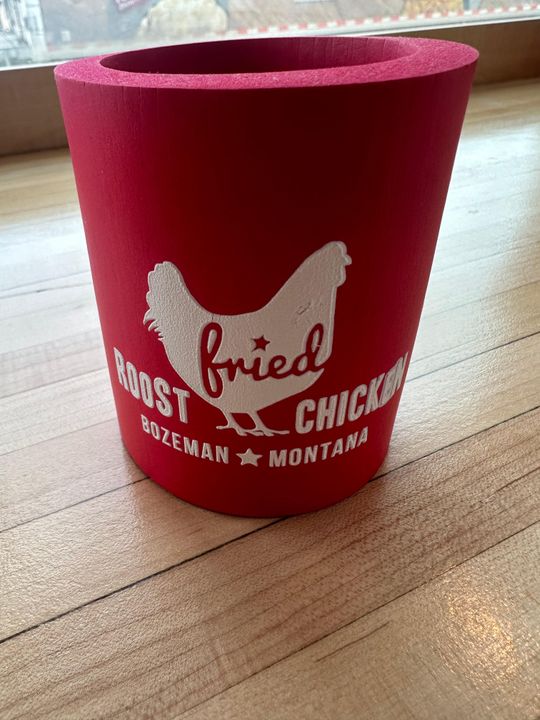 fried
ROOST CHICKEN
BOZEMAN ★ MONTANA